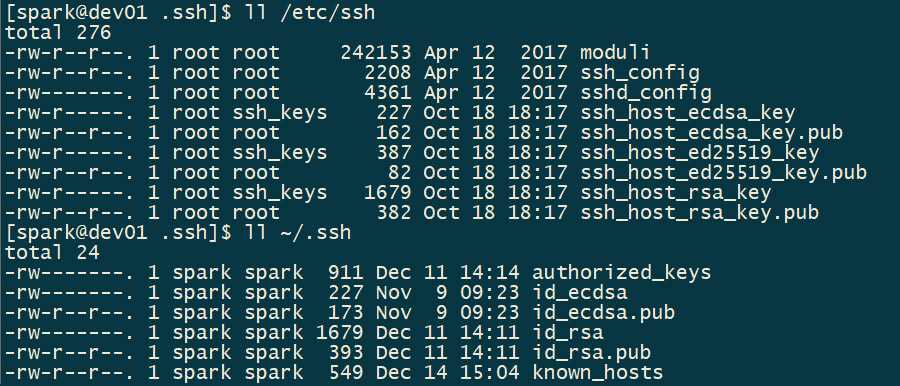 [spark@dev01 .ssh]$ ll /etc/ssh
total 276
-rw-r--r--. 1 root root     242153 Apr 12  2017 moduli
-rw-r--r--. 1 root root       2208 Apr 12  2017 ssh_config
-rw-r--r--. 1 root root       4361 Apr 12  2017 sshd_config
-rw-r-----. 1 root ssh_keys    227 Oct 18 18:17 ssh_host_ecdsa_key
-rw-r--r--. 1 root root        162 Oct 18 18:17 ssh_host_ecdsa_key.pub
-rw-r-----. 1 root ssh_keys    387 Oct 18 18:17 ssh_host_ed25519_key
-rw-r--r--. 1 root root         82 Oct 18 18:17 ssh_host_ed25519_key.pub
-rw-r-----. 1 root ssh_keys   1679 Oct 18 18:17 ssh_host_rsa_key
-rw-r--r--. 1 root root        382 Oct 18 18:17 ssh_host_rsa_key.pub
[spark@dev01 .ssh]$ ll ~/.ssh
total 24
-rw-------. 1 spark spark  911 Dec 11 14:14 authorized_keys
-rw-------. 1 spark spark  227 Nov  9 09:23 id_ecdsa
-rw-r--r--. 1 spark spark  173 Nov  9 09:23 id_ecdsa.pub
-rw-------. 1 spark spark 1679 Dec 11 14:11 id_rsa
-rw-r--r--. 1 spark spark  393 Dec 11 14:11 id_rsa.pub
-rw-r--r--. 1 spark spark  549 Dec 14 15:04 known_hosts